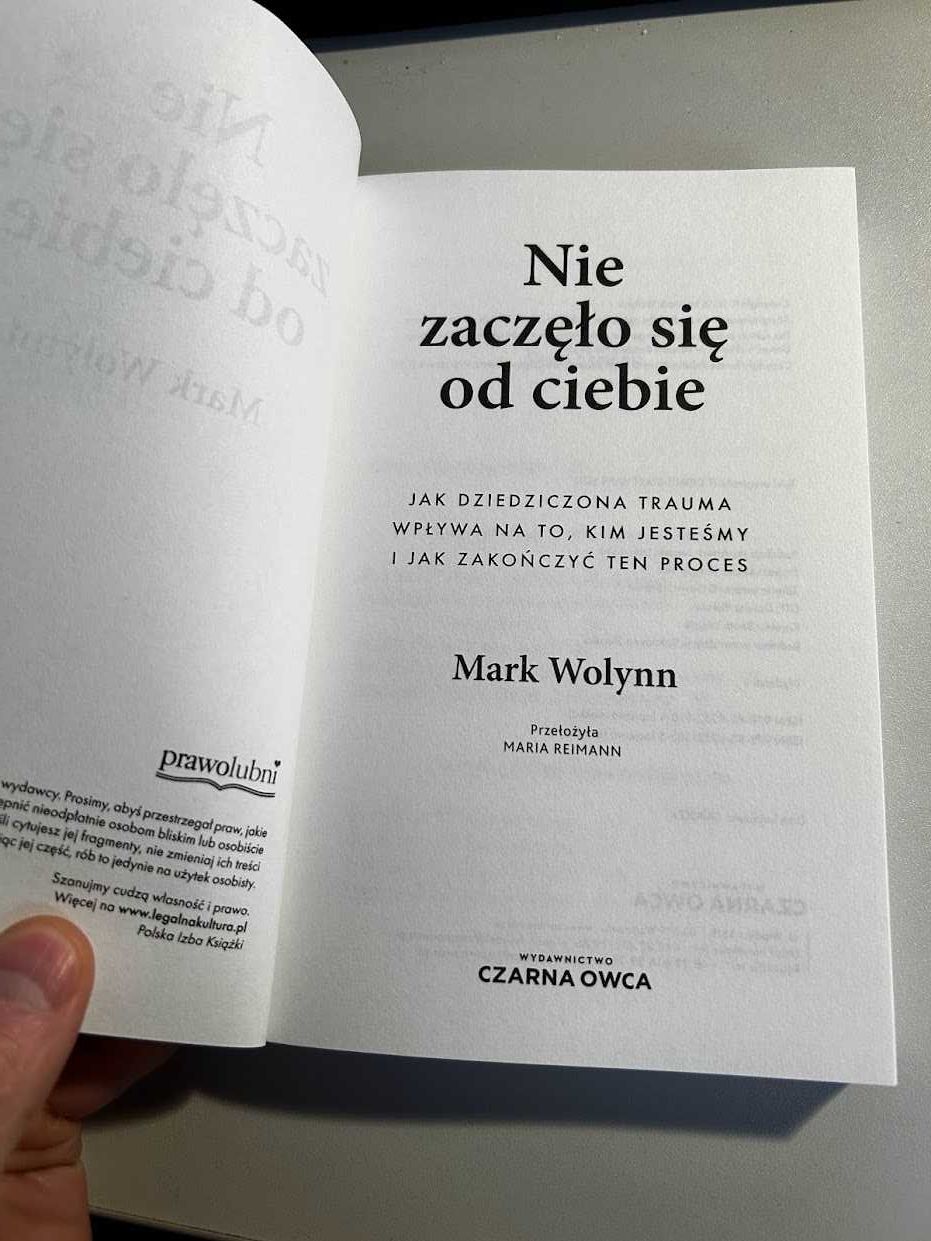 prawolubni
wydawcy. Prosimy, abyś przestrzegał praw, jakie
nieodpłatnie osobom bliskim lub osobiście
cytujesz jej fragmenty, nie zmieniaj ich treści
jej część, rób to jedynie na użytek osobisty.
Szanujmy cudzą własność i prawo.
Więcej na www.legalnakultura.pl
Polska Izba Książki
Nie
zaczęło się
od ciebie
JAK DZIEDZICZONA TRAUMA
WPŁYWA NA TO, KIM JESTEŚMY
I JAK ZAKOŃCZYĆ TEN PROCES
Mark Wolynn
Przełożyła
MARIA REIMANN
WYDAWNICTWO
CZARNA OWCA